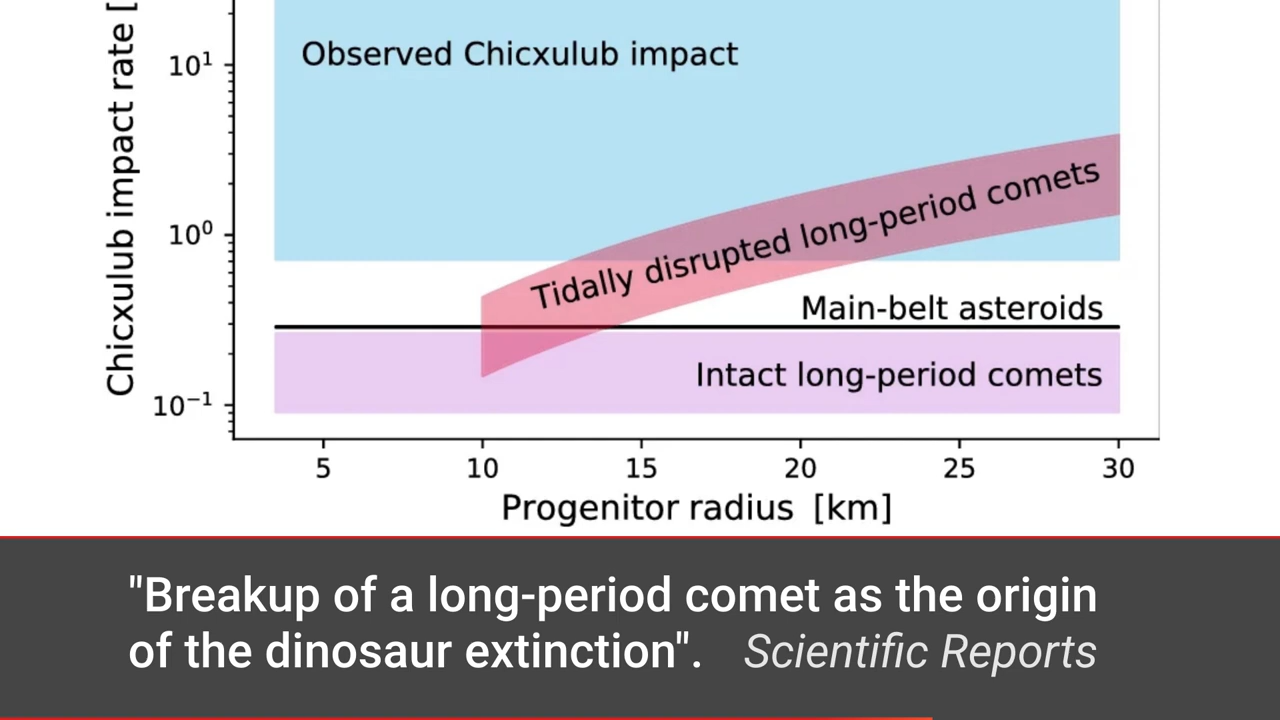 Chicxulub impact rate [
10¹
10⁰
10⁻¹
Observed Chicxulub impact
Tidally disrupted long-period comets
Main-belt asteroids
Intact long-period comets
5 10 15 20 25 30
Progenitor radius [km]
"Breakup of a long-period comet as the origin
of the dinosaur extinction". Scientific Reports